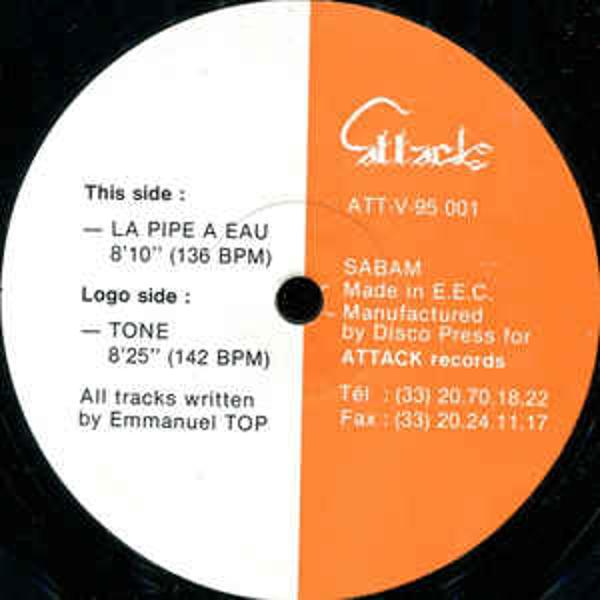 This side :
— LA PIPE A EAU
8'10" (136 BPM)
Logo side :
— TONE
8'25" (142 BPM)
All tracks written
by Emmanuel TOP
attack
ATT-V-95 001
SABAM
Made in E.E.C.
Manufactured
by Disco Press for
ATTACK records
Tél : (33) 20.70.18.22
Fax : (33) 20.24.11.17